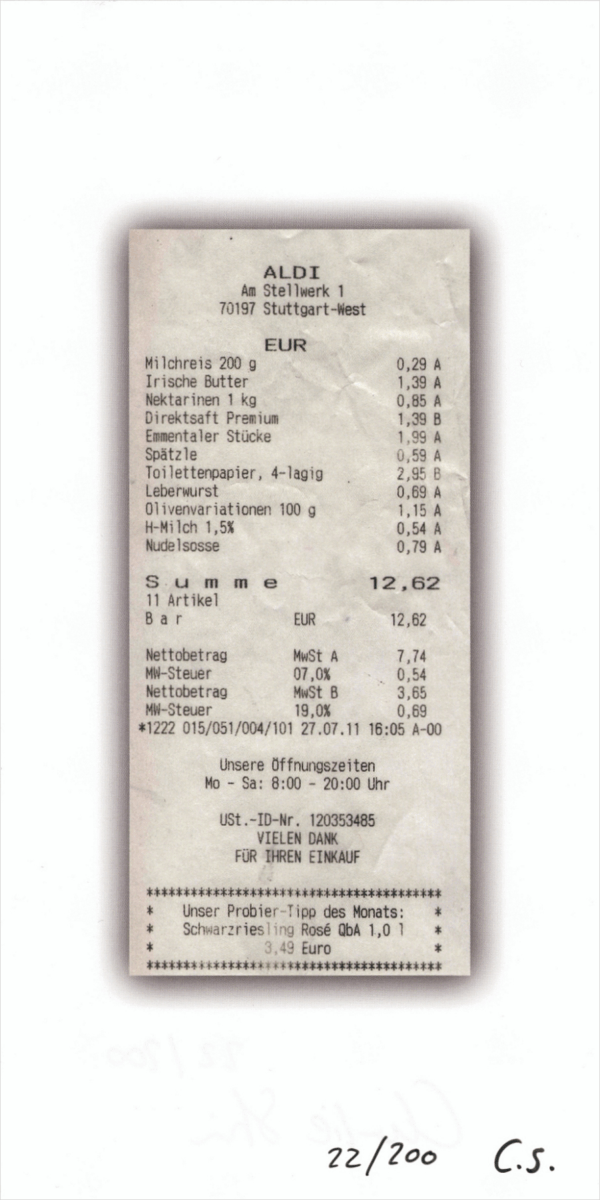 ALDI
Am Stellwerk 1
70197 Stuttgart-West
EUR
Milchreis 200 g 0,29 A
Irische Butter 1,39 A
Nektarinen 1 kg 0,85 A
Direktsaft Premium 1,39 B
Emmentaler Stücke 1,99 A
Spätzle 0,59 A
Toilettenpapier, 4-lagig 2,95 B
Leberwurst 0,69 A
Olivenvariationen 100 g 1,15 A
H-Milch 1,5% 0,54 A
Nudelsosse 0,79 A
Summe 12,62
11 Artikel
Bar EUR 12,62
Nettobetrag MwSt A 7,74
MW-Steuer 07,0% 0,54
Nettobetrag MwSt B 3,65
MW-Steuer 19,0% 0,69
*1222 015/051/004/101 27.07.11 16:05 A-00
Unsere Öffnungszeiten
Mo - Sa: 8:00 - 20:00 Uhr
USt.-ID-Nr. 120353485
VIELEN DANK
FÜR IHREN EINKAUF
******************************************
* Unser Probier-Tipp des Monats: *
* Schwarzriesling Rosé QbA 1,0 l *
* 3,49 Euro *
******************************************
22/200 C.S.